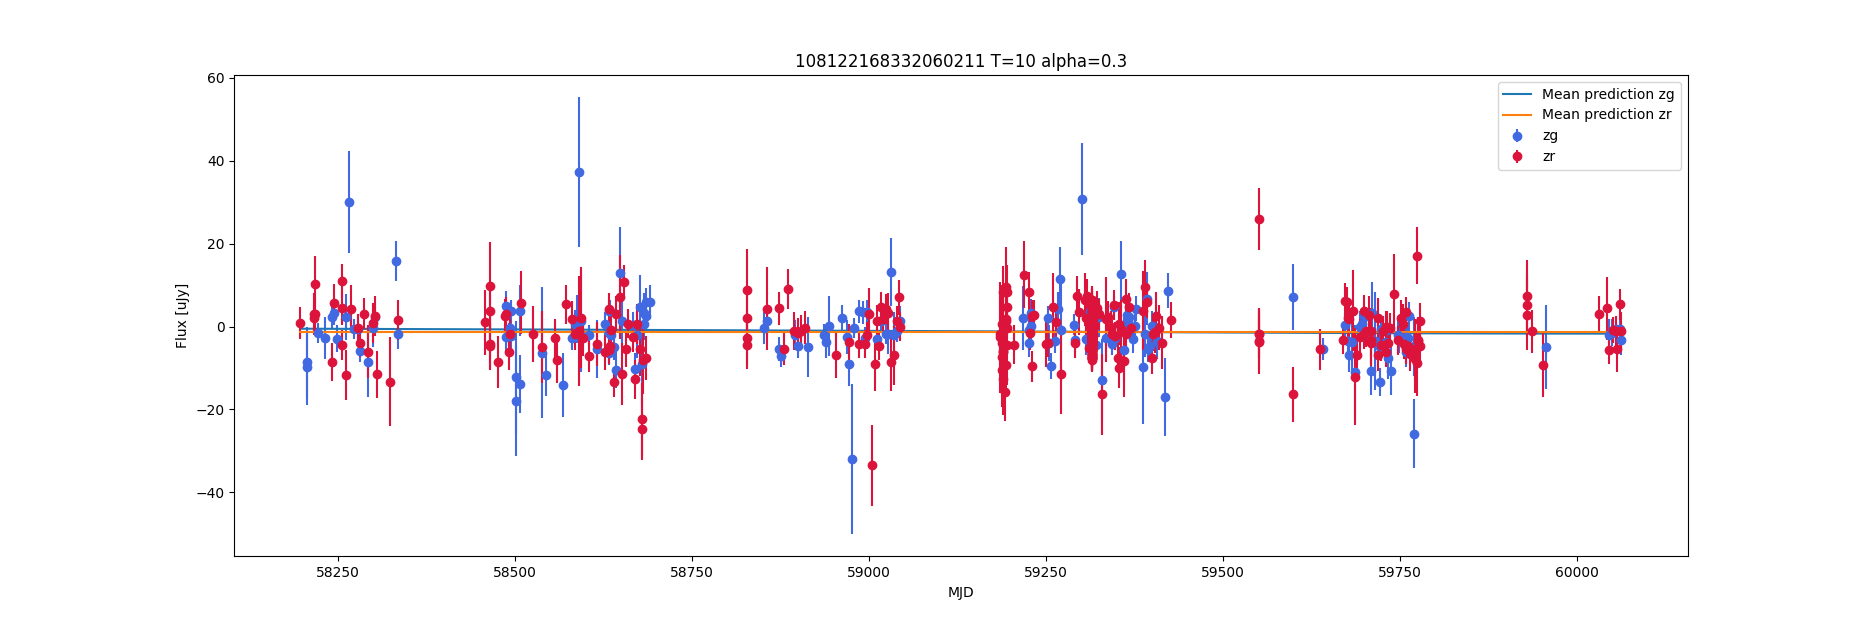 108122168332060211 T=10 alpha=0.3
60
40
20
0
−20
−40
Flux [uJy]
58250
58500
58750
59000
59250
59500
59750
60000
MJD
Mean prediction zg
Mean prediction zr
zg
zr